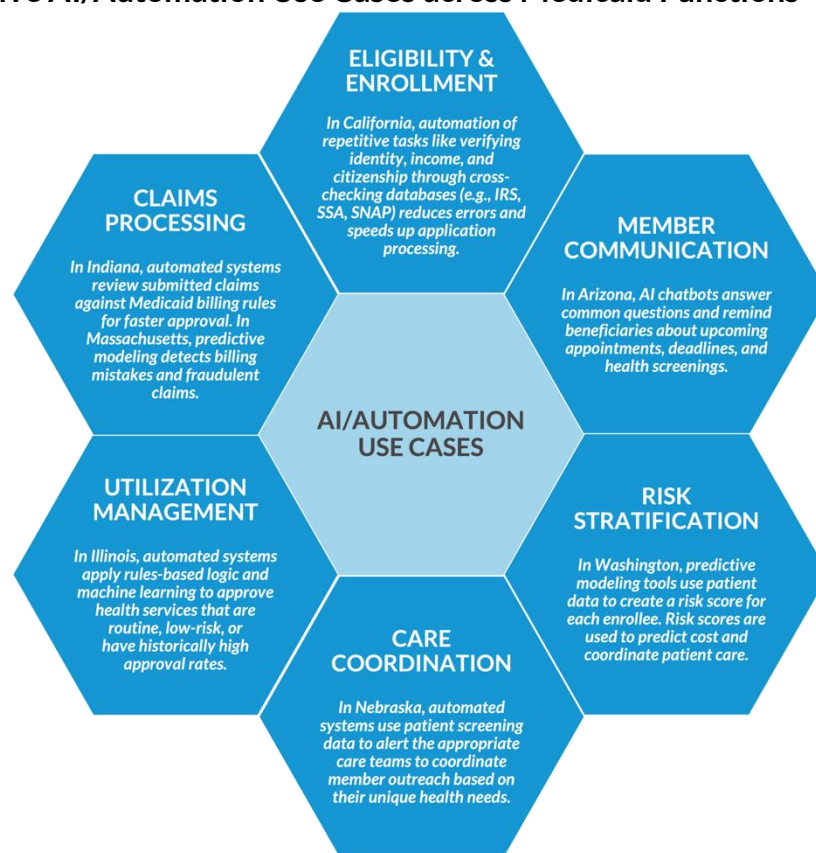 AI/Automation Use Cases across Medicaid Functions
ELIGIBILITY &
ENROLLMENT
In California, automation of
repetitive tasks like verifying
identity, income, and
citizenship through cross-
checking databases (e.g., IRS,
SSA, SNAP) reduces errors and
speeds up application
processing.
CLAIMS
PROCESSING
In Indiana, automated systems
review submitted claims
against Medicaid billing rules
for faster approval. In
Massachusetts, predictive
modeling detects billing
mistakes and fraudulent
claims.
MEMBER
COMMUNICATION
In Arizona, AI chatbots answer
common questions and remind
beneficiaries about upcoming
appointments, deadlines, and
health screenings.
AI/AUTOMATION
USE CASES
UTILIZATION
MANAGEMENT
In Illinois, automated systems
apply rules-based logic and
machine learning to approve
health services that are
routine, low-risk, or
have historically high
approval rates.
RISK
STRATIFICATION
In Washington, predictive
modeling tools use patient
data to create a risk score for
each enrollee. Risk scores are
used to predict cost and
coordinate patient care.
CARE
COORDINATION
In Nebraska, automated
systems use patient screening
data to alert the appropriate
care teams to coordinate
member outreach based on
their unique health needs.